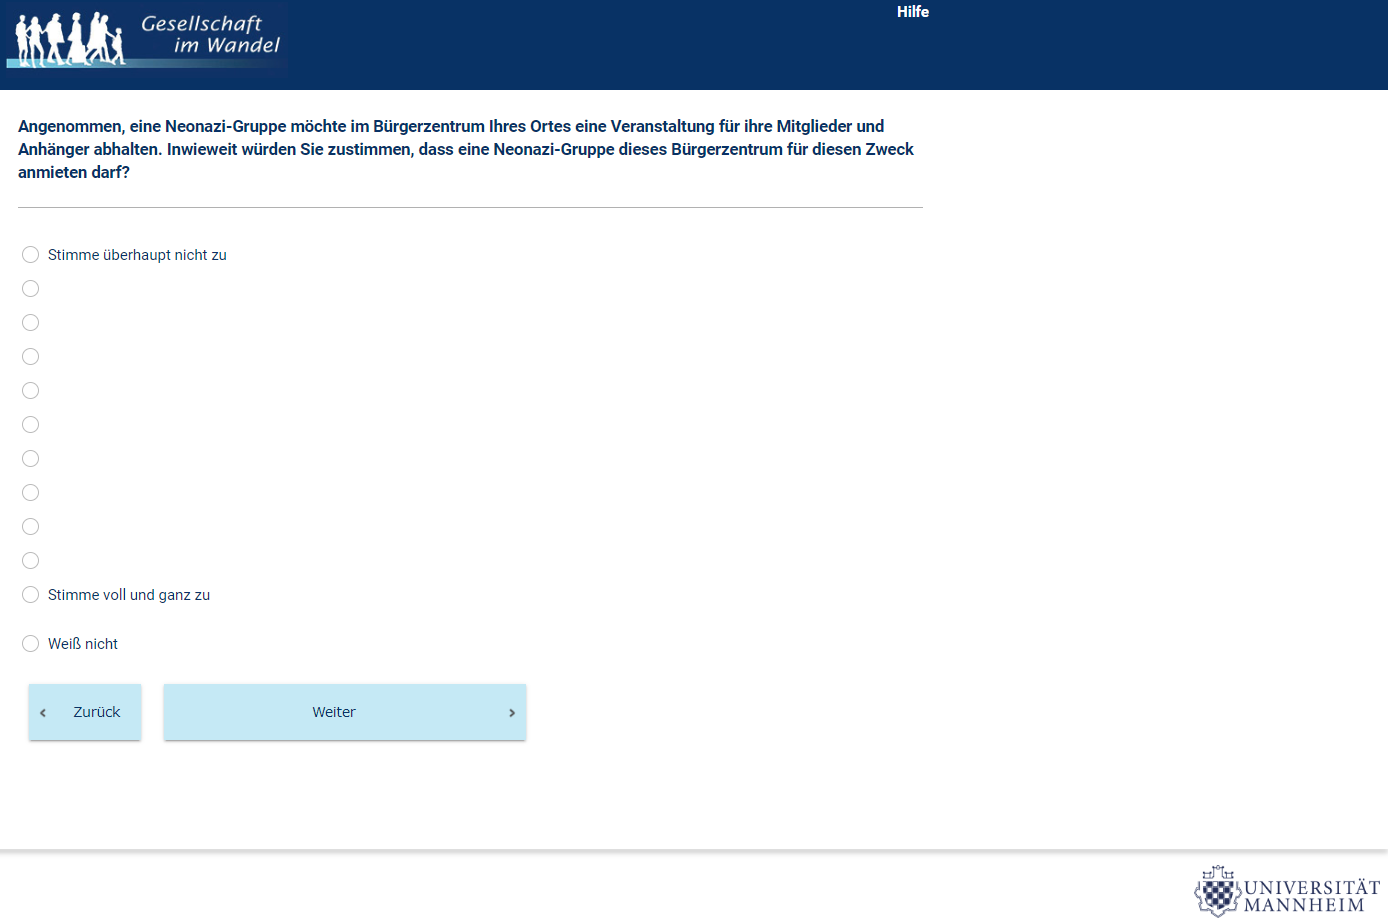 Gesellschaft
im Wandel
Hilfe
Angenommen, eine Neonazi-Gruppe möchte im Bürgerzentrum Ihres Ortes eine Veranstaltung für ihre Mitglieder und
Anhänger abhalten. Inwieweit würden Sie zustimmen, dass eine Neonazi-Gruppe dieses Bürgerzentrum für diesen Zweck
anmieten darf?
Stimme überhaupt nicht zu
Stimme voll und ganz zu
Weiß nicht
Zurück
Weiter
UNIVERSITÄT
MANNHEIM